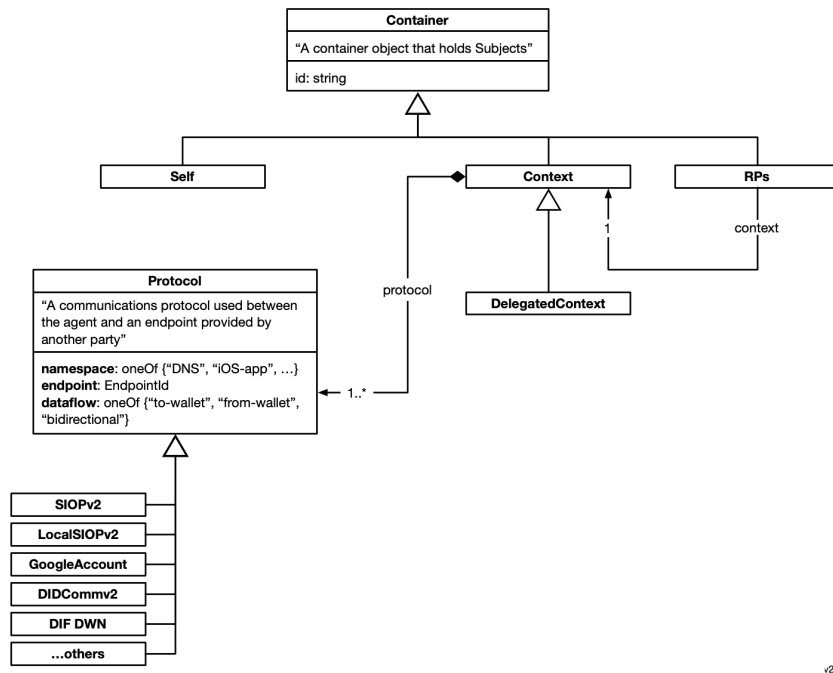 Container
“A container object that holds Subjects”
id: string
Self
Context
RPs
1
context
protocol
DelegatedContext
Protocol
“A communications protocol used between
the agent and an endpoint provided by
another party”
namespace: oneOf {“DNS”, “iOS-app”, …}
endpoint: EndpointId
dataflow: oneOf {“to-wallet”, “from-wallet”,
“bidirectional”}
1..*
SIOPv2
LocalSIOPv2
GoogleAccount
DIDCommv2
DIF DWN
…others